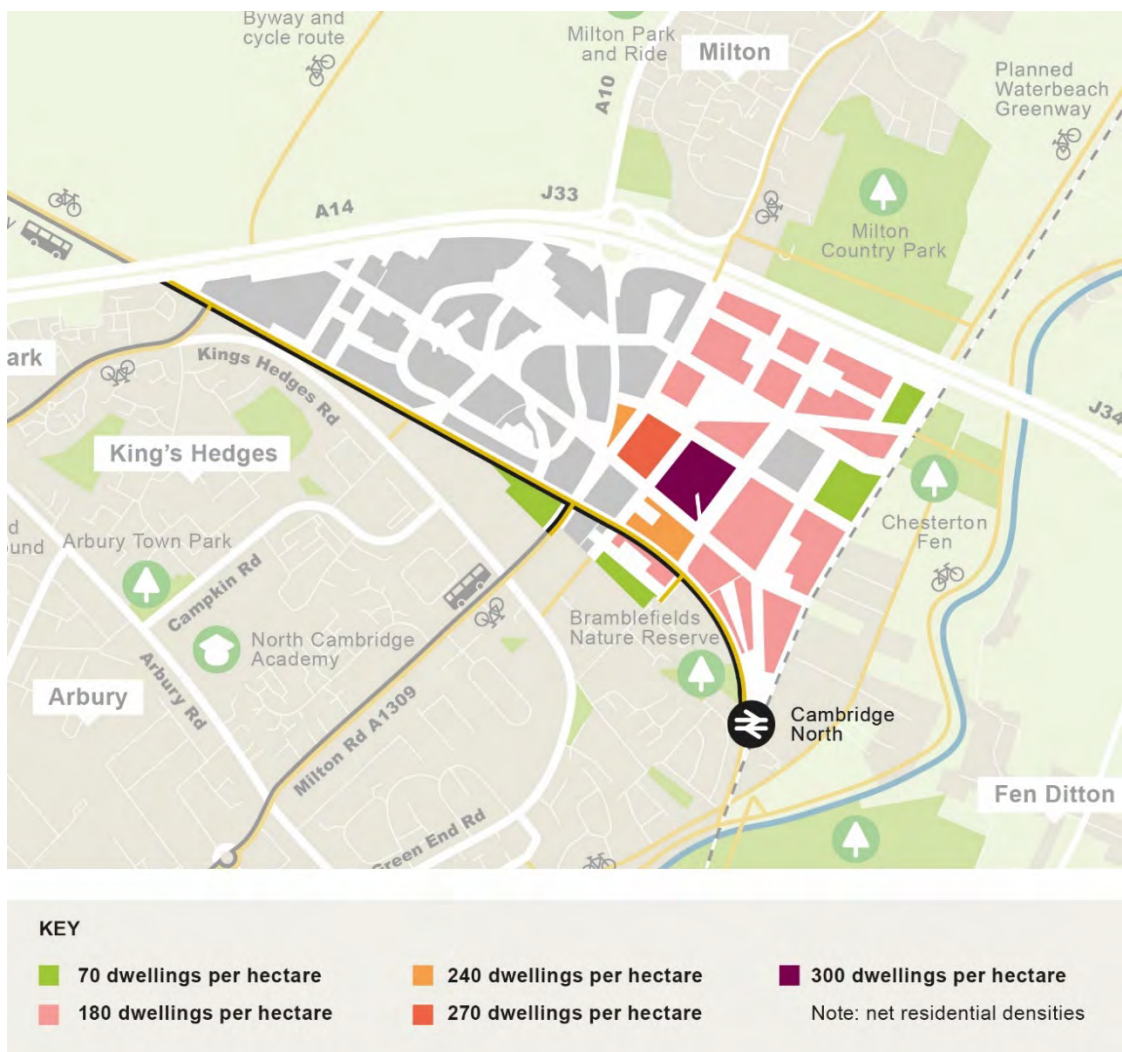 Byway and
cycle route
Milton Park
and Ride
Milton
A10
Planned
Waterbeach
Greenway
J33
A14
Milton
Country Park
Kings Hedges Rd
ark
J34
King's Hedges
Chesterton
Fen
d
ound
Arbury Town Park
Campkin Rd
Bramblefields
Nature Reserve
North Cambridge
Academy
Arbury Rd
Arbury
Milton Rd A1309
Cambridge
North
Fen Ditton
Green End Rd
KEY
70 dwellings per hectare
240 dwellings per hectare
300 dwellings per hectare
180 dwellings per hectare
270 dwellings per hectare
Note: net residential densities